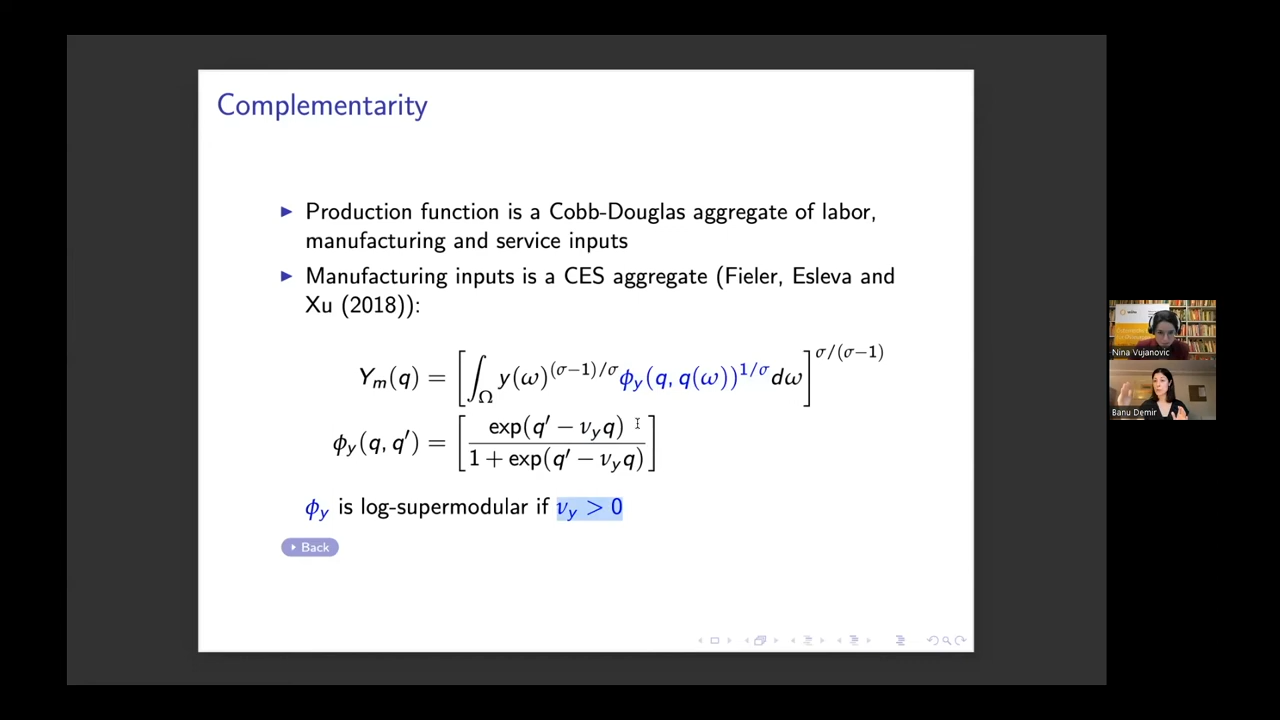 Complementarity
▶ Production function is a Cobb-Douglas aggregate of labor,
manufacturing and service inputs
▶ Manufacturing inputs is a CES aggregate (Fieler, Esleva and
Xu (2018)):
Y_m(q) = [∫_Ω y(ω)^{(σ−1)/σ} ϕ_y(q, q(ω))^{1/σ} dω]^{σ/(σ−1)}
ϕ_y(q, q′) = [exp(q′ − ν_y q) / (1 + exp(q′ − ν_y q))]
ϕ_y is log-supermodular if ν_y > 0
Back
Nina Vujanovic
Banu Demir